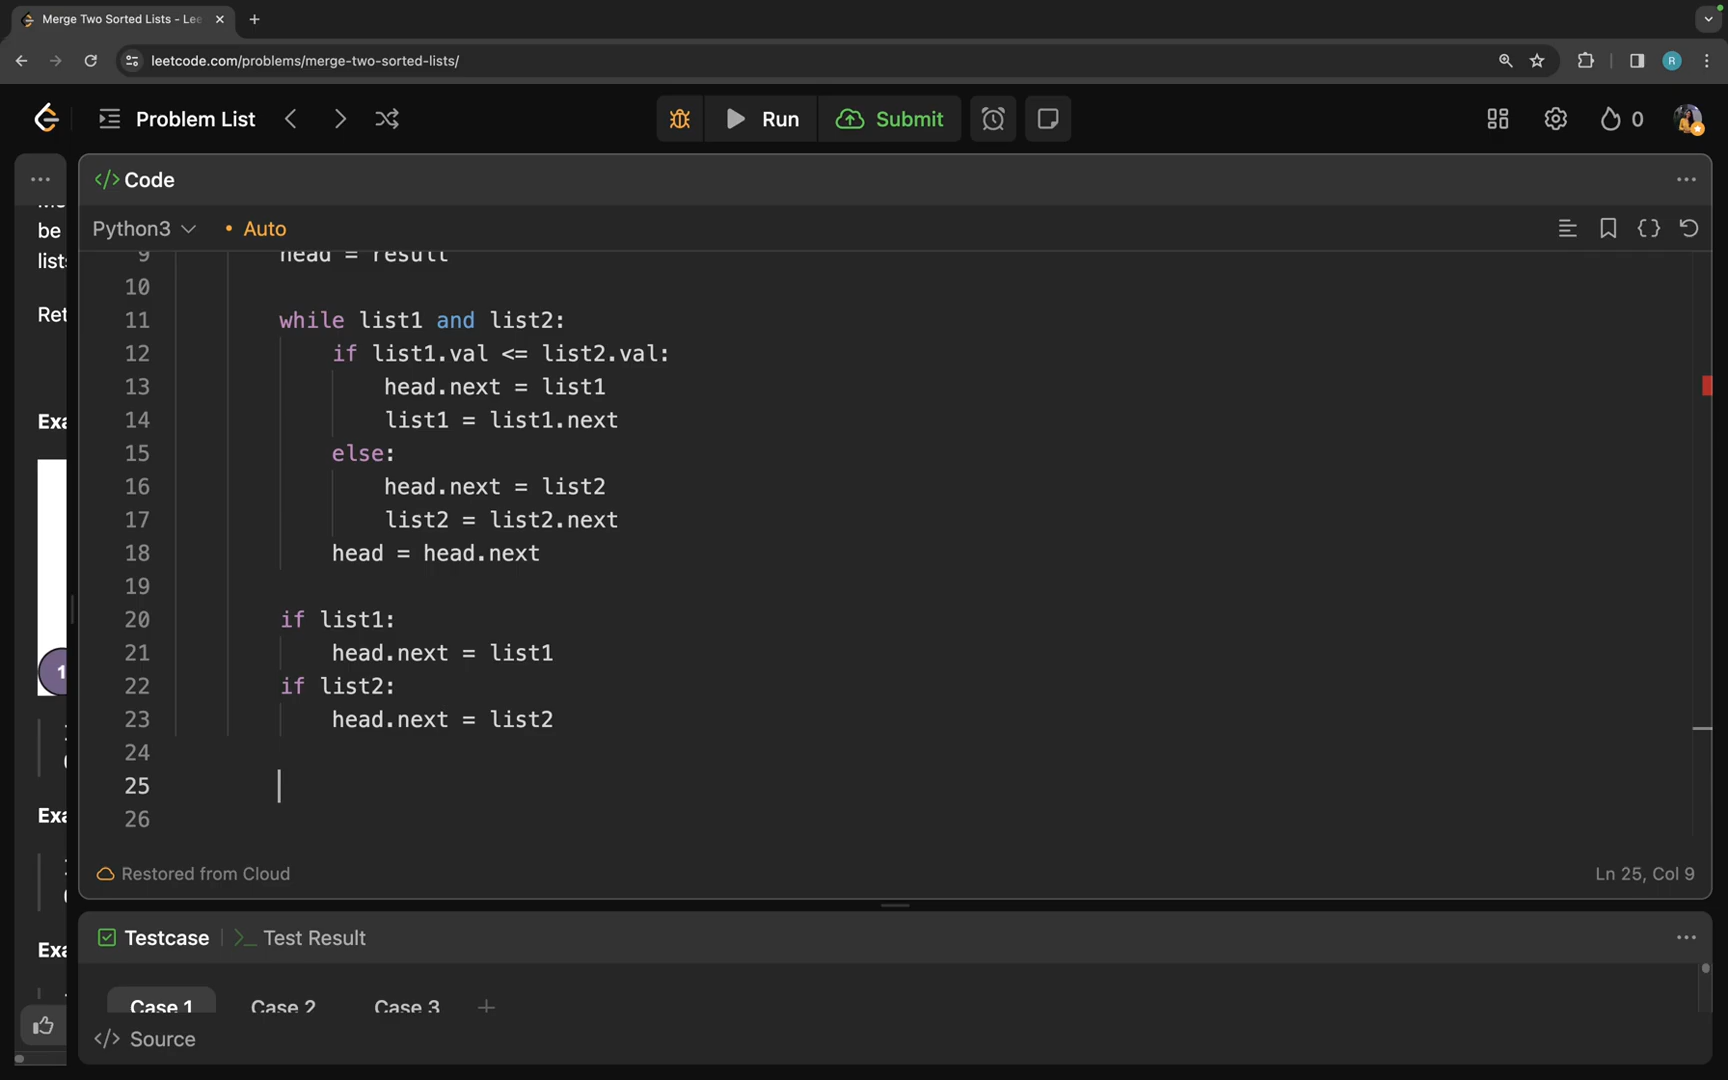 Merge Two Sorted Lists - Lee
leetcode.com/problems/merge-two-sorted-lists/
R
Problem List
Run
Submit
0
</> Code
Python3
• Auto
be
lists
Ret
Exa
1
Exa
Exa
9 head = result
10
11 while list1 and list2:
12 if list1.val <= list2.val:
13 head.next = list1
14 list1 = list1.next
15 else:
16 head.next = list2
17 list2 = list2.next
18 head = head.next
19
20 if list1:
21 head.next = list1
22 if list2:
23 head.next = list2
24
25
26
Restored from Cloud
Ln 25, Col 9
Testcase
Test Result
Case 1
Case 2
Case 3
+
</> Source